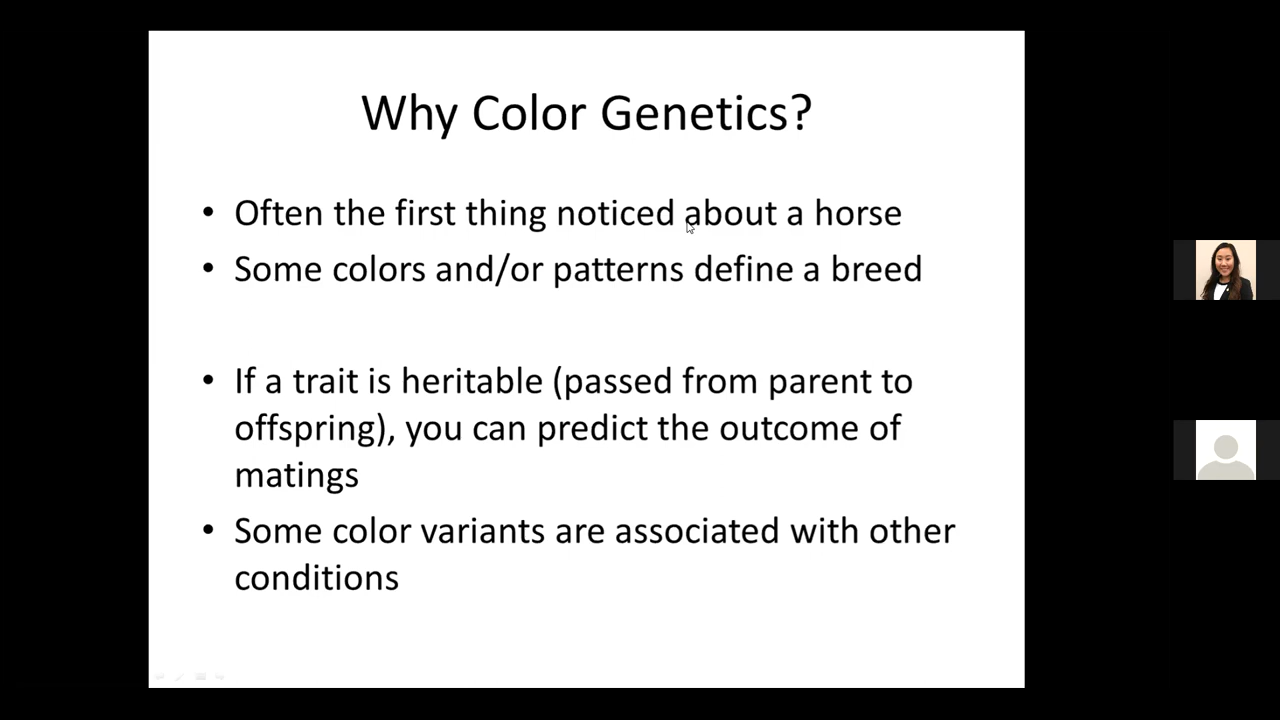 Why Color Genetics?
• Often the first thing noticed about a horse
• Some colors and/or patterns define a breed
• If a trait is heritable (passed from parent to
offspring), you can predict the outcome of
matings
• Some color variants are associated with other
conditions